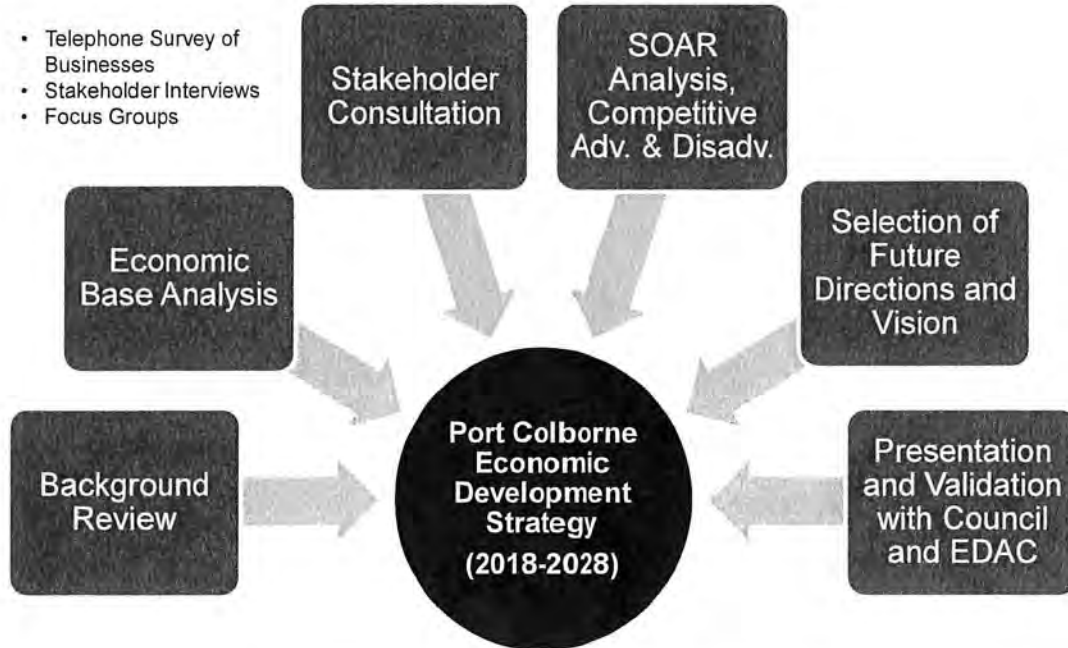 • Telephone Survey of
Businesses
• Stakeholder Interviews
• Focus Groups
Stakeholder
Consultation
SOAR
Analysis,
Competitive
Adv. & Disadv.
Economic
Base Analysis
Selection of
Future
Directions and
Vision
Background
Review
Port Colborne
Economic
Development
Strategy
(2018-2028)
Presentation
and Validation
with Council
and EDAC